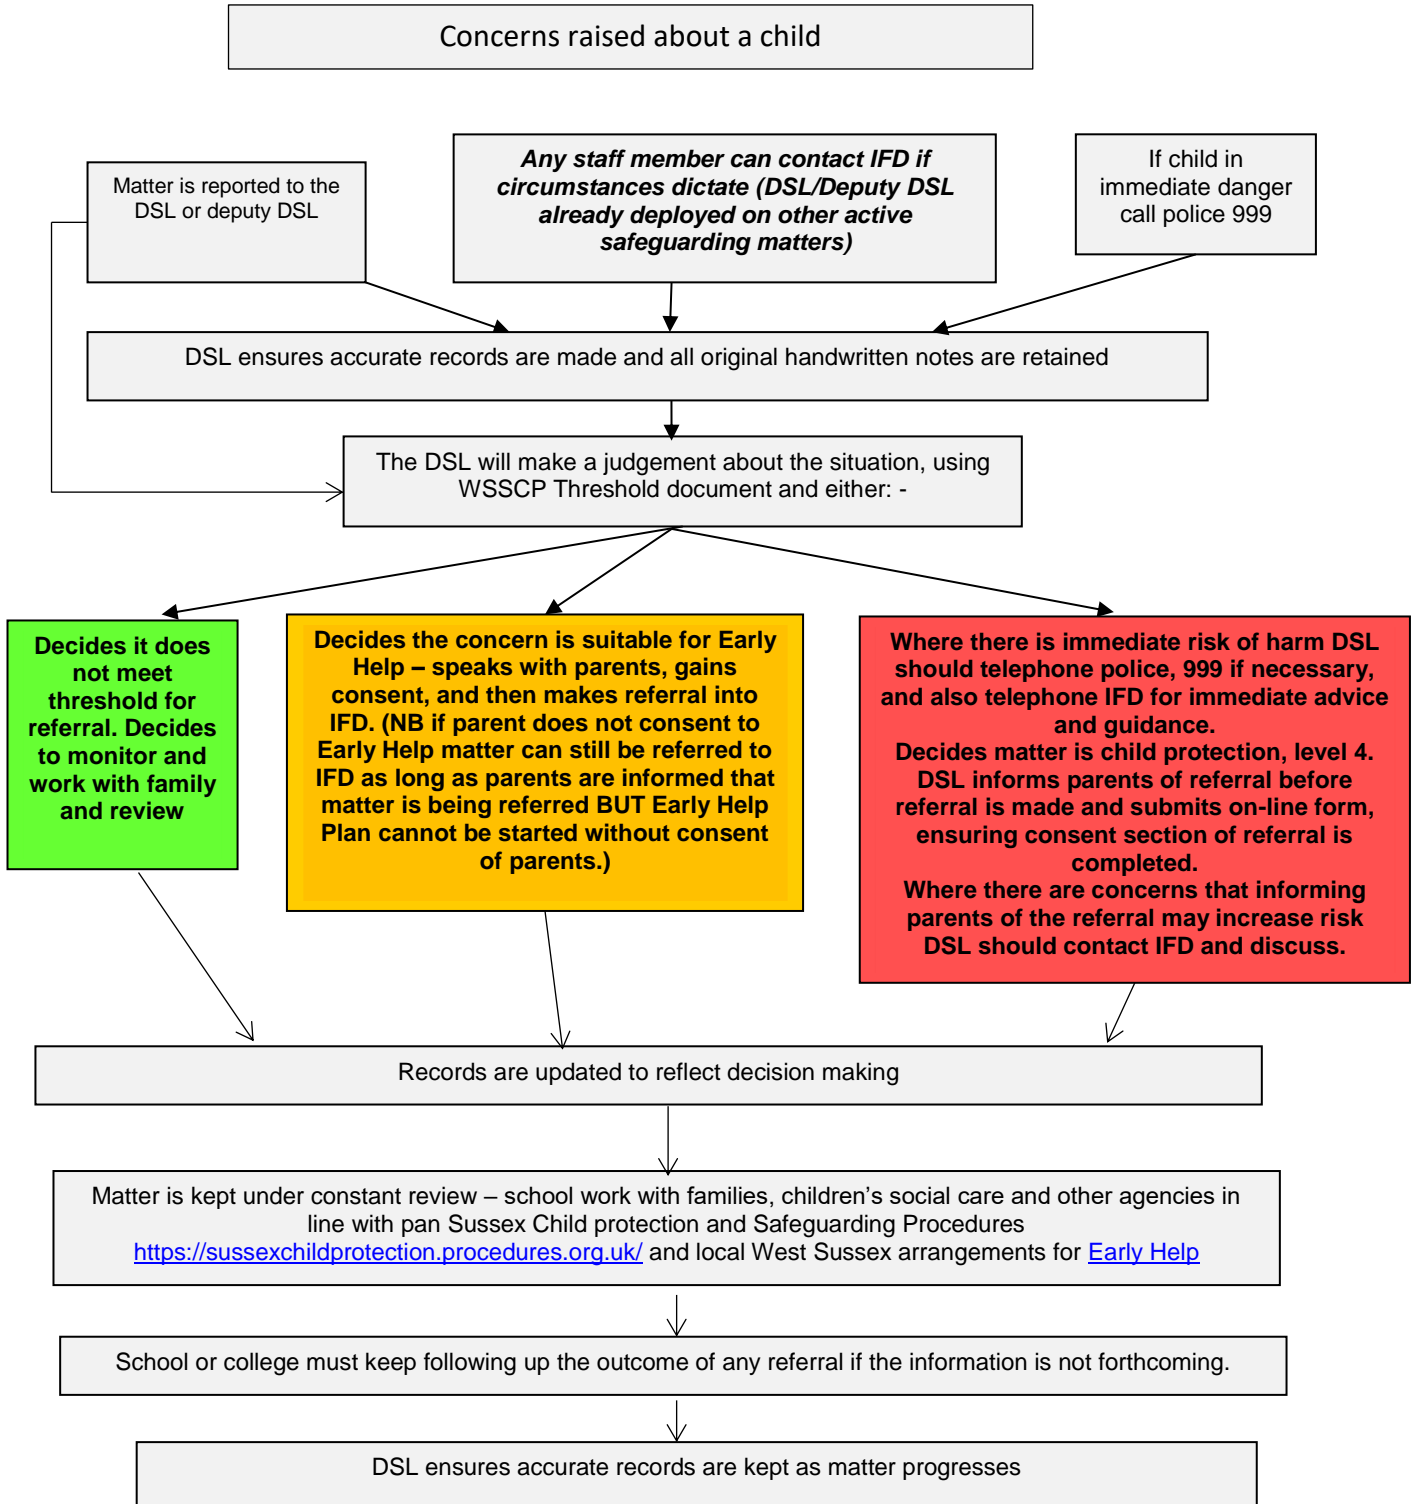 Concerns raised about a child
Matter is reported to the
DSL or deputy DSL
Any staff member can contact IFD if
circumstances dictate (DSL/Deputy DSL
already deployed on other active
safeguarding matters)
If child in
immediate danger
call police 999
DSL ensures accurate records are made and all original handwritten notes are retained
The DSL will make a judgement about the situation, using
WSSCP Threshold document and either: -
Decides it does
not meet
threshold for
referral. Decides
to monitor and
work with family
and review
Decides the concern is suitable for Early
Help – speaks with parents, gains
consent, and then makes referral into
IFD. (NB if parent does not consent to
Early Help matter can still be referred to
IFD as long as parents are informed that
matter is being referred BUT Early Help
Plan cannot be started without consent
of parents.)
Where there is immediate risk of harm DSL
should telephone police, 999 if necessary,
and also telephone IFD for immediate advice
and guidance.
Decides matter is child protection, level 4.
DSL informs parents of referral before
referral is made and submits on-line form,
ensuring consent section of referral is
completed.
Where there are concerns that informing
parents of the referral may increase risk
DSL should contact IFD and discuss.
Records are updated to reflect decision making
Matter is kept under constant review – school work with families, children’s social care and other agencies in
line with pan Sussex Child protection and Safeguarding Procedures
https://sussexchildprotection.procedures.org.uk/ and local West Sussex arrangements for Early Help
School or college must keep following up the outcome of any referral if the information is not forthcoming.
DSL ensures accurate records are kept as matter progresses